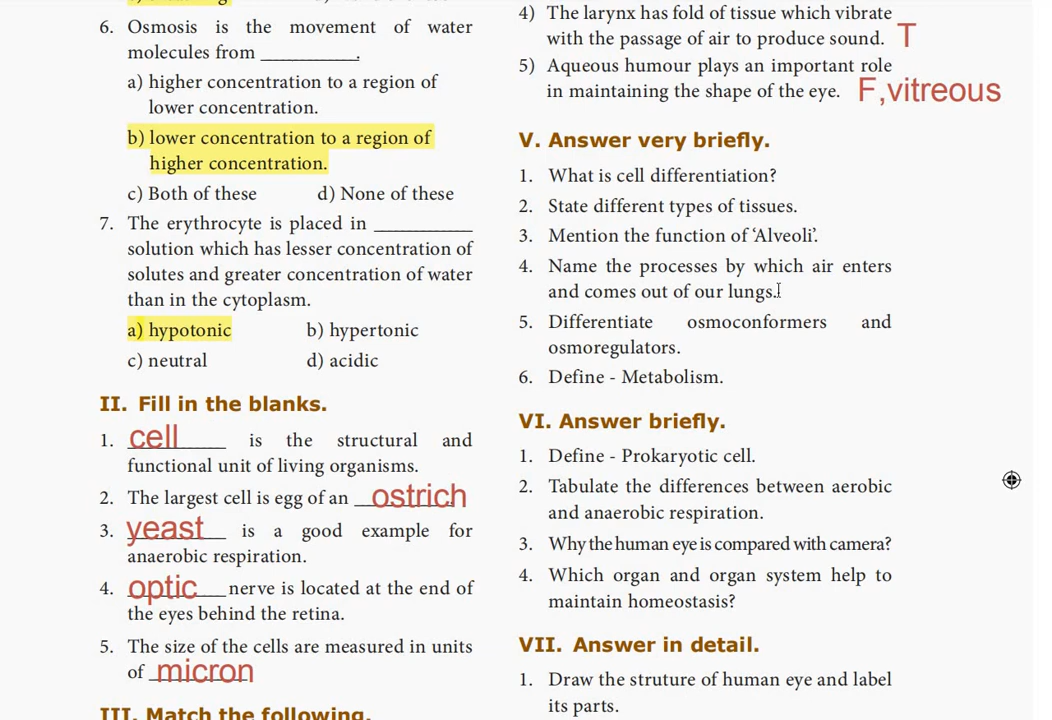 6. Osmosis is the movement of water
molecules from ____________.
a) higher concentration to a region of
lower concentration.
b) lower concentration to a region of
higher concentration.
c) Both of these d) None of these
7. The erythrocyte is placed in ____________
solution which has lesser concentration of
solutes and greater concentration of water
than in the cytoplasm.
a) hypotonic b) hypertonic
c) neutral d) acidic
II. Fill in the blanks.
1. cell is the structural and
functional unit of living organisms.
2. The largest cell is egg of an ostrich
3. yeast is a good example for
anaerobic respiration.
4. optic nerve is located at the end of
the eyes behind the retina.
5. The size of the cells are measured in units
of micron
III. Match the following.
4) The larynx has fold of tissue which vibrate
with the passage of air to produce sound. T
5) Aqueous humour plays an important role
in maintaining the shape of the eye. F,vitreous
V. Answer very briefly.
1. What is cell differentiation?
2. State different types of tissues.
3. Mention the function of ‘Alveoli’.
4. Name the processes by which air enters
and comes out of our lungs.
5. Differentiate osmoconformers and
osmoregulators.
6. Define - Metabolism.
VI. Answer briefly.
1. Define - Prokaryotic cell.
2. Tabulate the differences between aerobic
and anaerobic respiration.
3. Why the human eye is compared with camera?
4. Which organ and organ system help to
maintain homeostasis?
VII. Answer in detail.
1. Draw the struture of human eye and label
its parts.